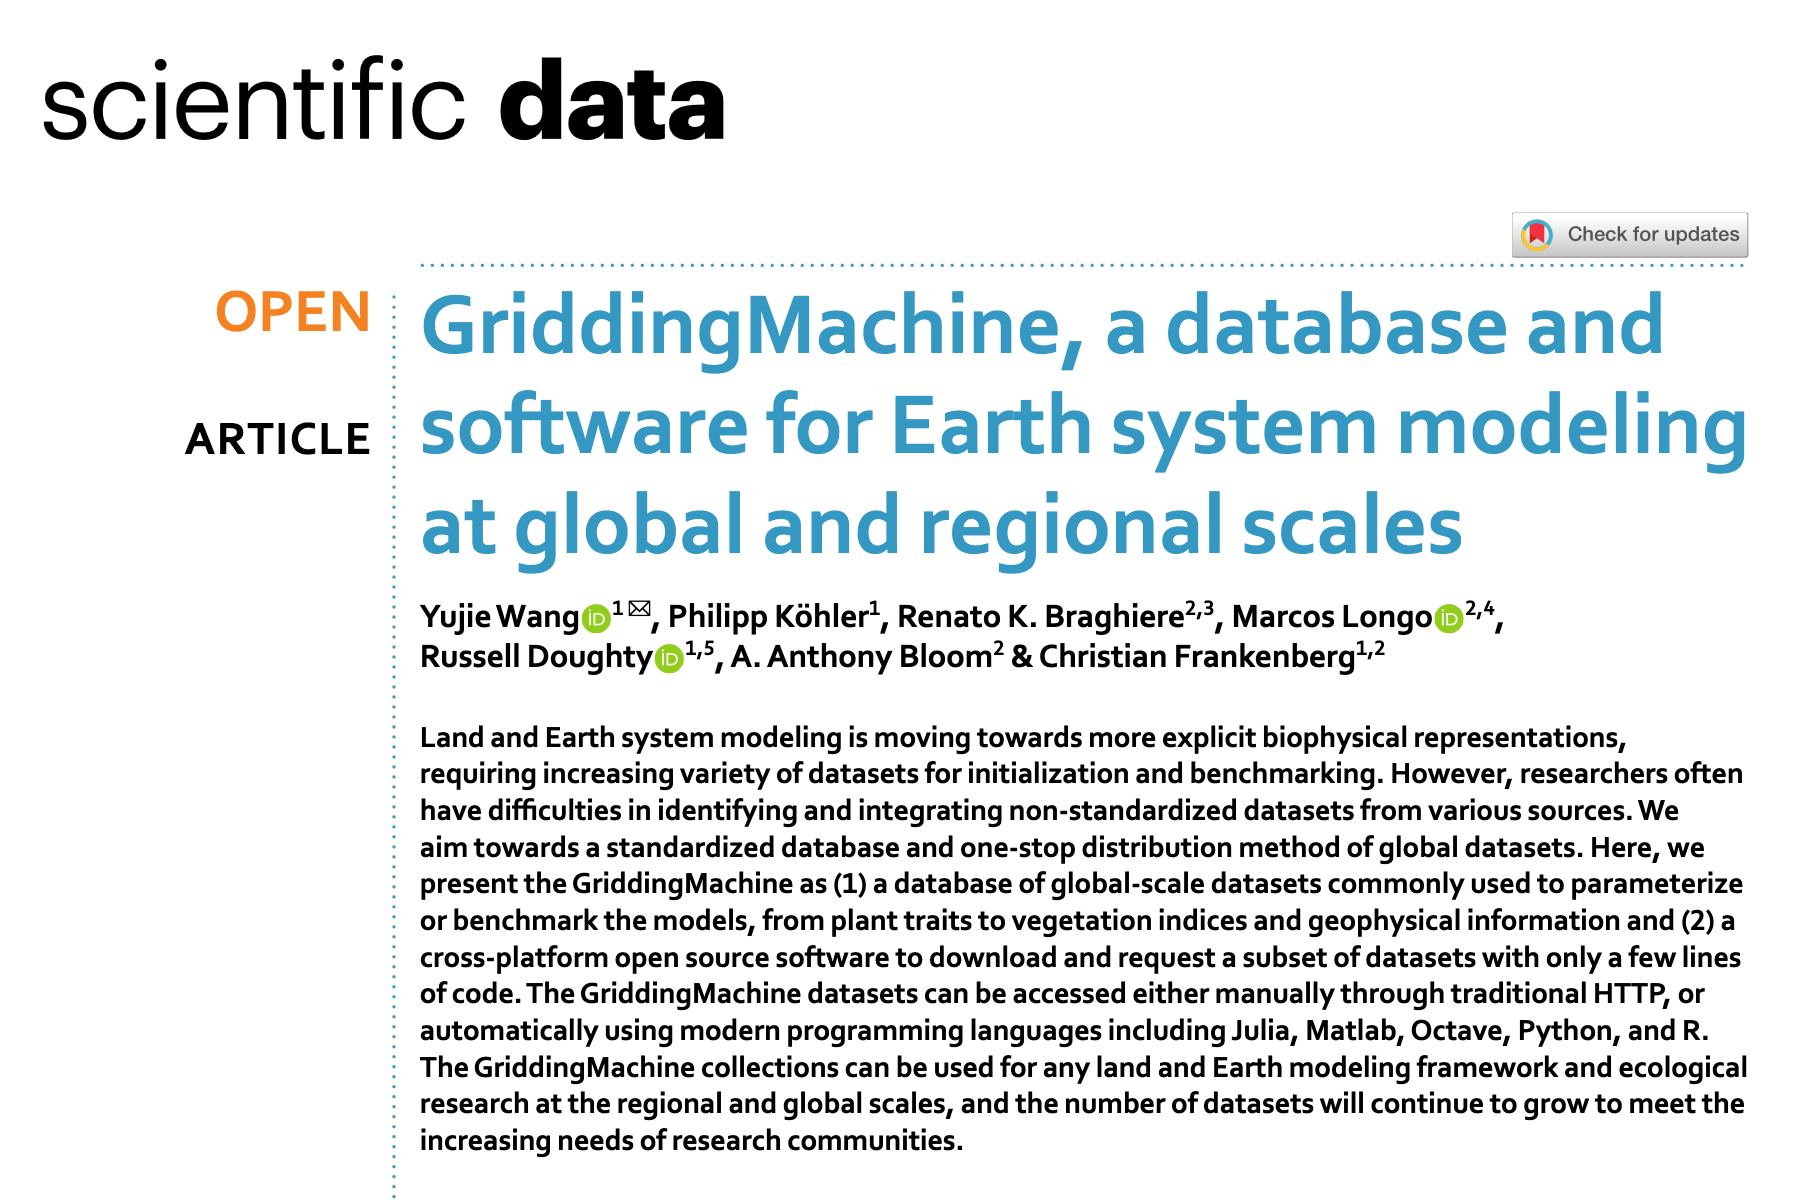 scientific data
Check for updates
OPEN
ARTICLE
GriddingMachine, a database and
software for Earth system modeling
at global and regional scales
Yujie Wang iD 1 ✉, Philipp Köhler1, Renato K. Braghiere2,3, Marcos Longo iD 2,4,
Russell Doughty iD 1,5, A. Anthony Bloom2 & Christian Frankenberg1,2
Land and Earth system modeling is moving towards more explicit biophysical representations,
requiring increasing variety of datasets for initialization and benchmarking. However, researchers often
have difficulties in identifying and integrating non-standardized datasets from various sources. We
aim towards a standardized database and one-stop distribution method of global datasets. Here, we
present the GriddingMachine as (1) a database of global-scale datasets commonly used to parameterize
or benchmark the models, from plant traits to vegetation indices and geophysical information and (2) a
cross-platform open source software to download and request a subset of datasets with only a few lines
of code. The GriddingMachine datasets can be accessed either manually through traditional HTTP, or
automatically using modern programming languages including Julia, Matlab, Octave, Python, and R.
The GriddingMachine collections can be used for any land and Earth modeling framework and ecological
research at the regional and global scales, and the number of datasets will continue to grow to meet the
increasing needs of research communities.